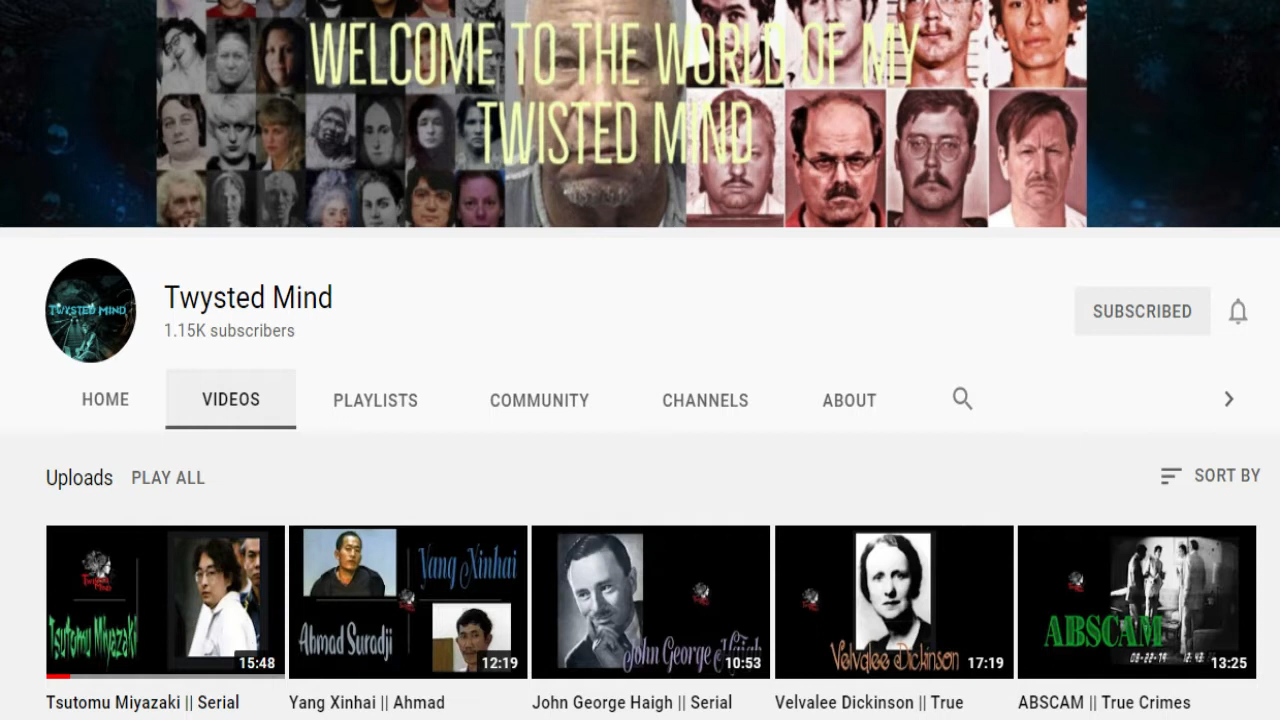 WELCOME TO THE WORLD OF MY
TWISTED MIND
TWYSTED MIND
Twysted Mind
1.15K subscribers
SUBSCRIBED
HOME
VIDEOS
PLAYLISTS
COMMUNITY
CHANNELS
ABOUT
Uploads
PLAY ALL
SORT BY
Tsutomu Miyazaki
15:48
Yang Xinhai
Ahmad Suradji
12:19
John George Haigh
10:53
Velvalee Dickinson
17:19
ABSCAM
13:25
Tsutomu Miyazaki || Serial
Yang Xinhai || Ahmad
John George Haigh || Serial
Velvalee Dickinson || True
ABSCAM || True Crimes